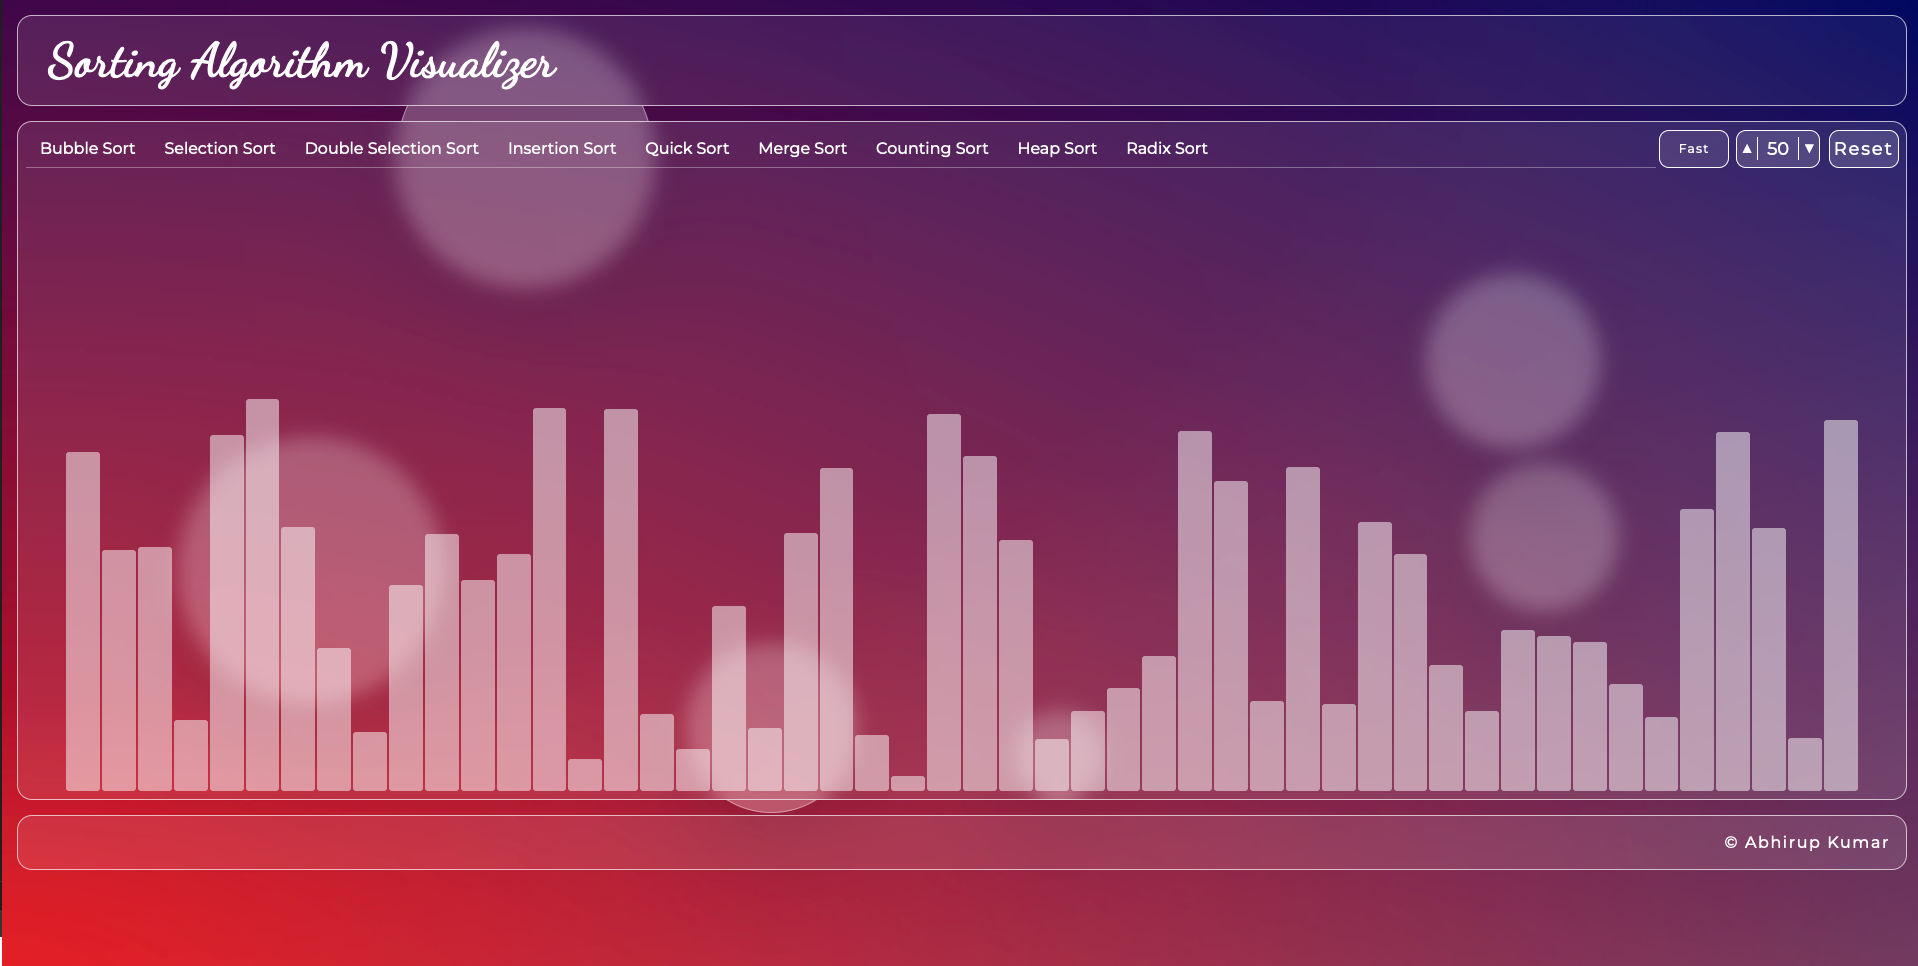 Sorting Algorithm Visualizer
Bubble Sort Selection Sort Double Selection Sort Insertion Sort Quick Sort Merge Sort Counting Sort Heap Sort Radix Sort Fast ▲ 50 ▼ Reset
© Abhirup Kumar